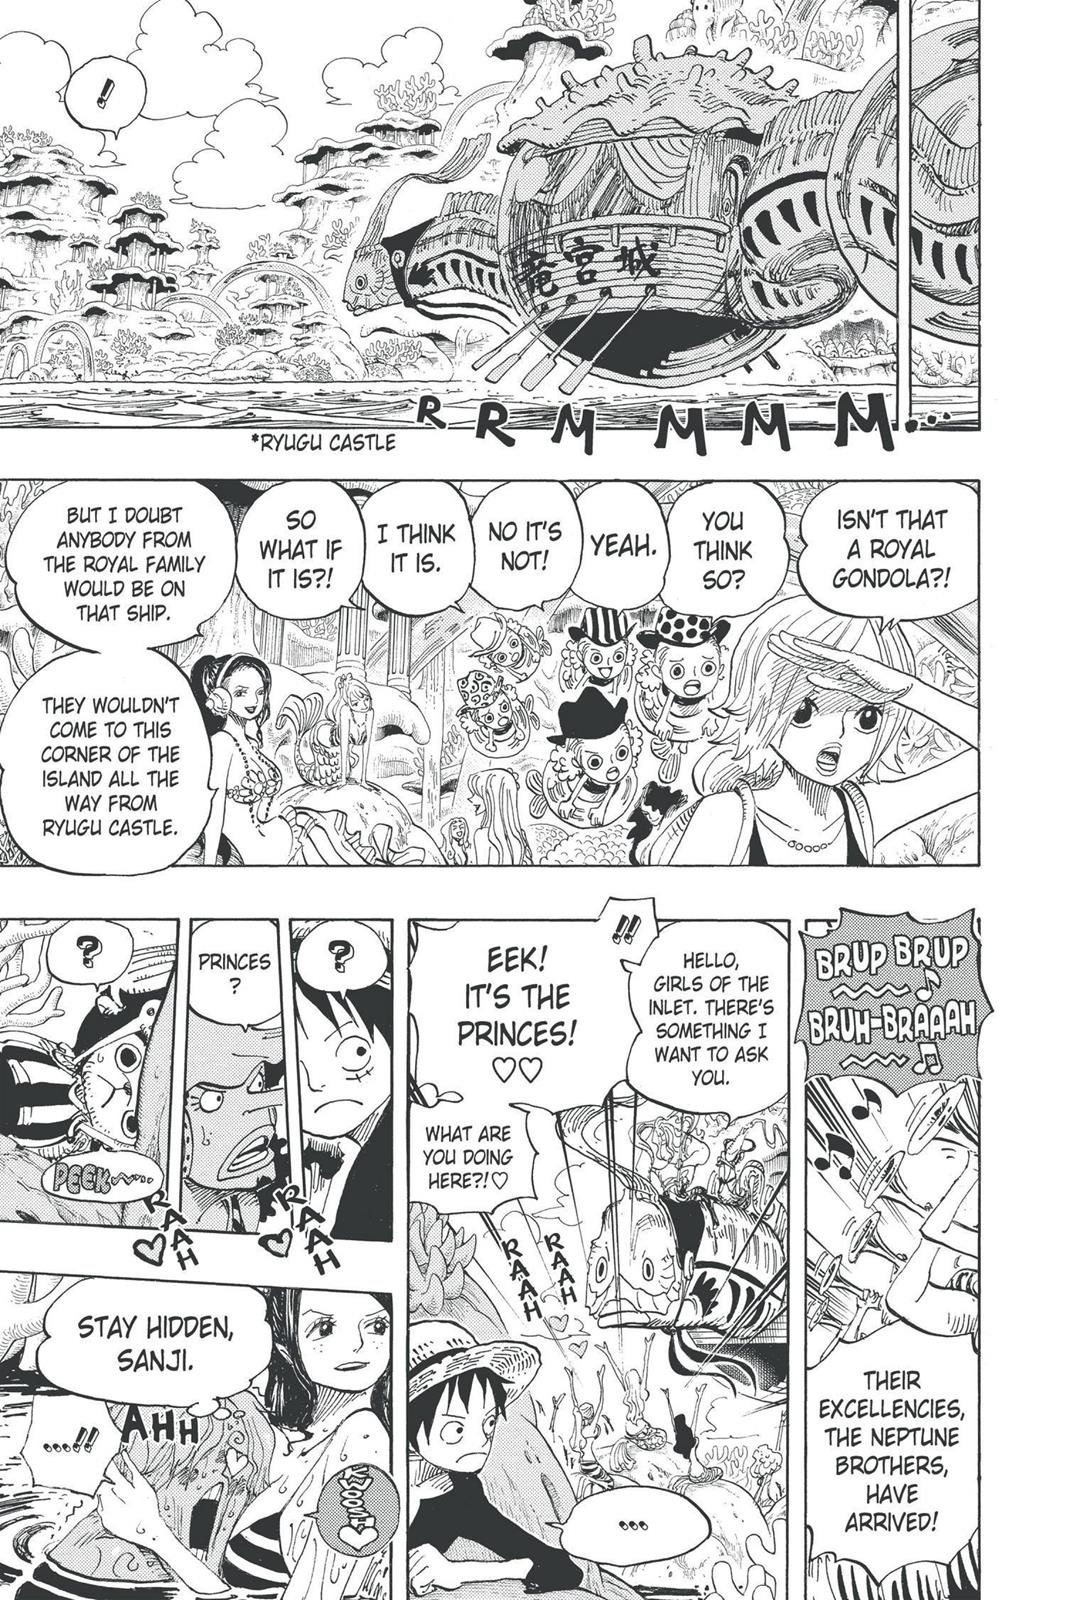 !!
竜宮城
RRMMMM...
*RYUGU CASTLE
ISN'T THAT
A ROYAL
GONDOLA?!
YOU
THINK
SO?
YEAH.
NO IT'S
NOT!
I THINK
IT IS.
SO
WHAT IF
IT IS?!
BUT I DOUBT
ANYBODY FROM
THE ROYAL FAMILY
WOULD BE ON
THAT SHIP.
THEY WOULDN'T
COME TO THIS
CORNER OF THE
ISLAND ALL THE
WAY FROM
RYUGU CASTLE.
BRUP BRUP
BRUH-BRAAAH
THEIR
EXCELLENCIES,
THE NEPTUNE
BROTHERS,
HAVE
ARRIVED!
!!
HELLO,
GIRLS OF THE
INLET. THERE'S
SOMETHING I
WANT TO ASK
YOU.
EEK!
IT'S THE
PRINCES!
♡♡
WHAT ARE
YOU DOING
HERE?!♡
RAAH
RAAAH
...
?
PRINCES
?
?
PEEK
RAAAH
RAAAH
STAY HIDDEN,
SANJI.
AHH
....!!